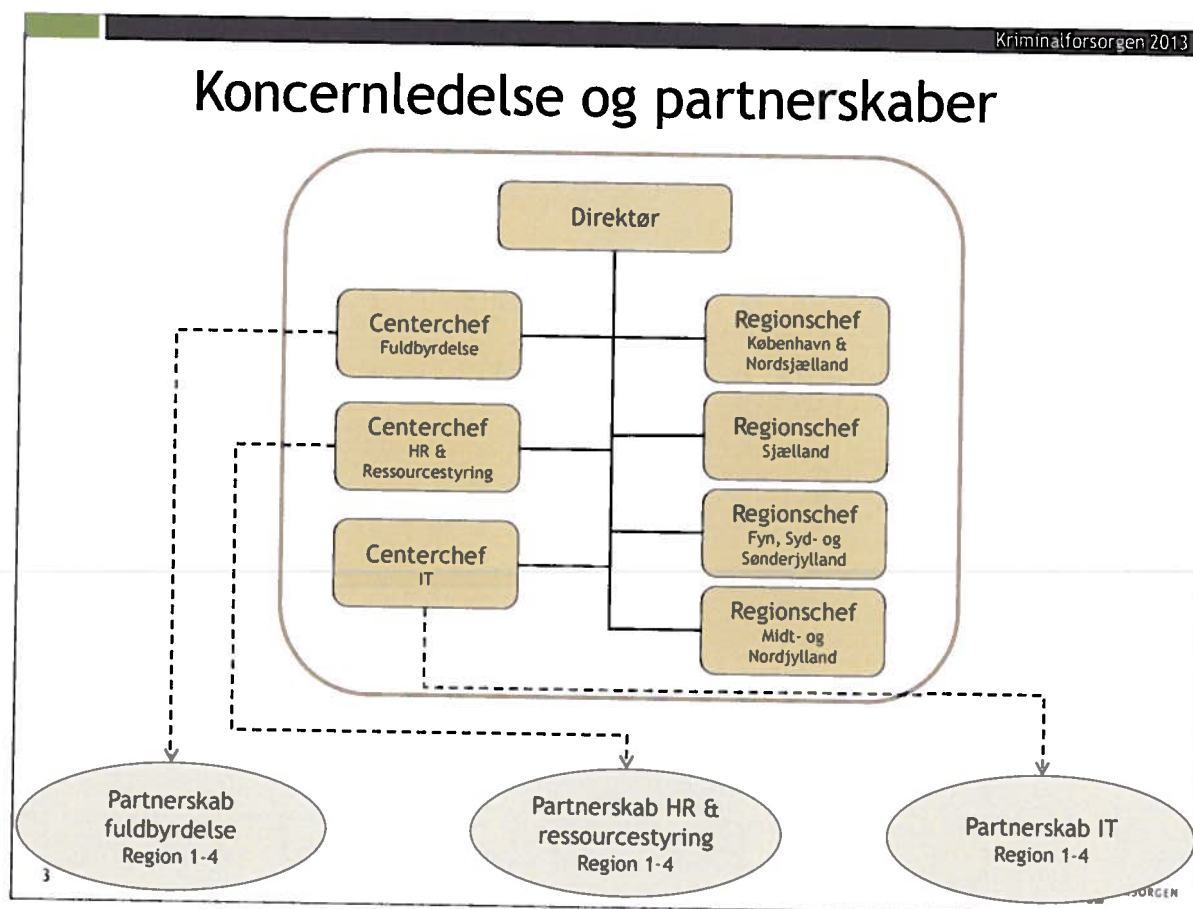 Kriminalforsorgen 2013
Koncernledelse og partnerskaber
Direktør
Centerchef
Fuldbyrdelse
Regionschef
København &
Nordsjælland
Centerchef
HR &
Ressourcestyring
Regionschef
Sjælland
Centerchef
IT
Regionschef
Fyn, Syd- og
Sønderjylland
Regionschef
Midt- og
Nordjylland
Partnerskab
fuldbyrdelse
Region 1-4
Partnerskab HR &
ressourcestyring
Region 1-4
Partnerskab IT
Region 1-4
3